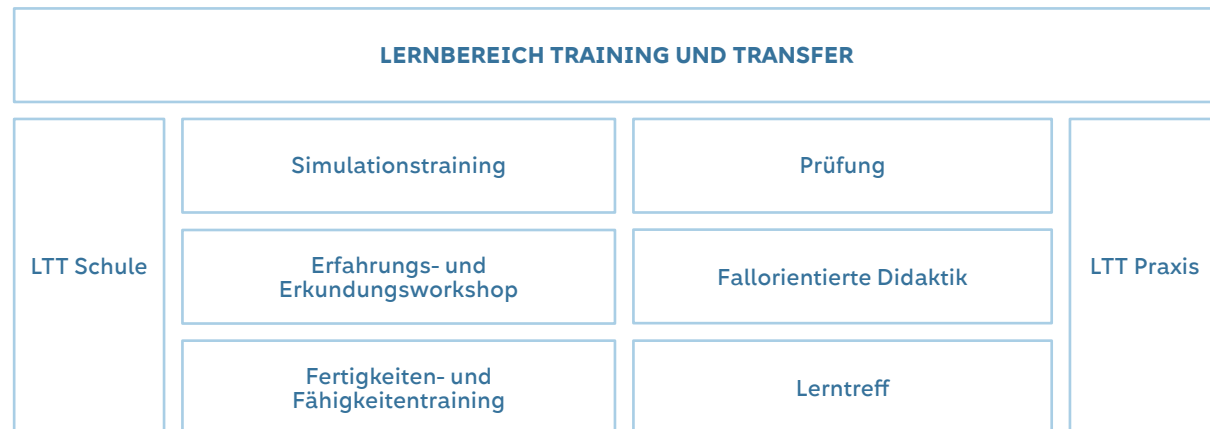 LERNBEREICH TRAINING UND TRANSFER
LTT Schule
Simulationstraining
Prüfung
Erfahrungs- und
Erkundungsworkshop
Fallorientierte Didaktik
Fertigkeiten- und
Fähigkeitentraining
Lerntreff
LTT Praxis